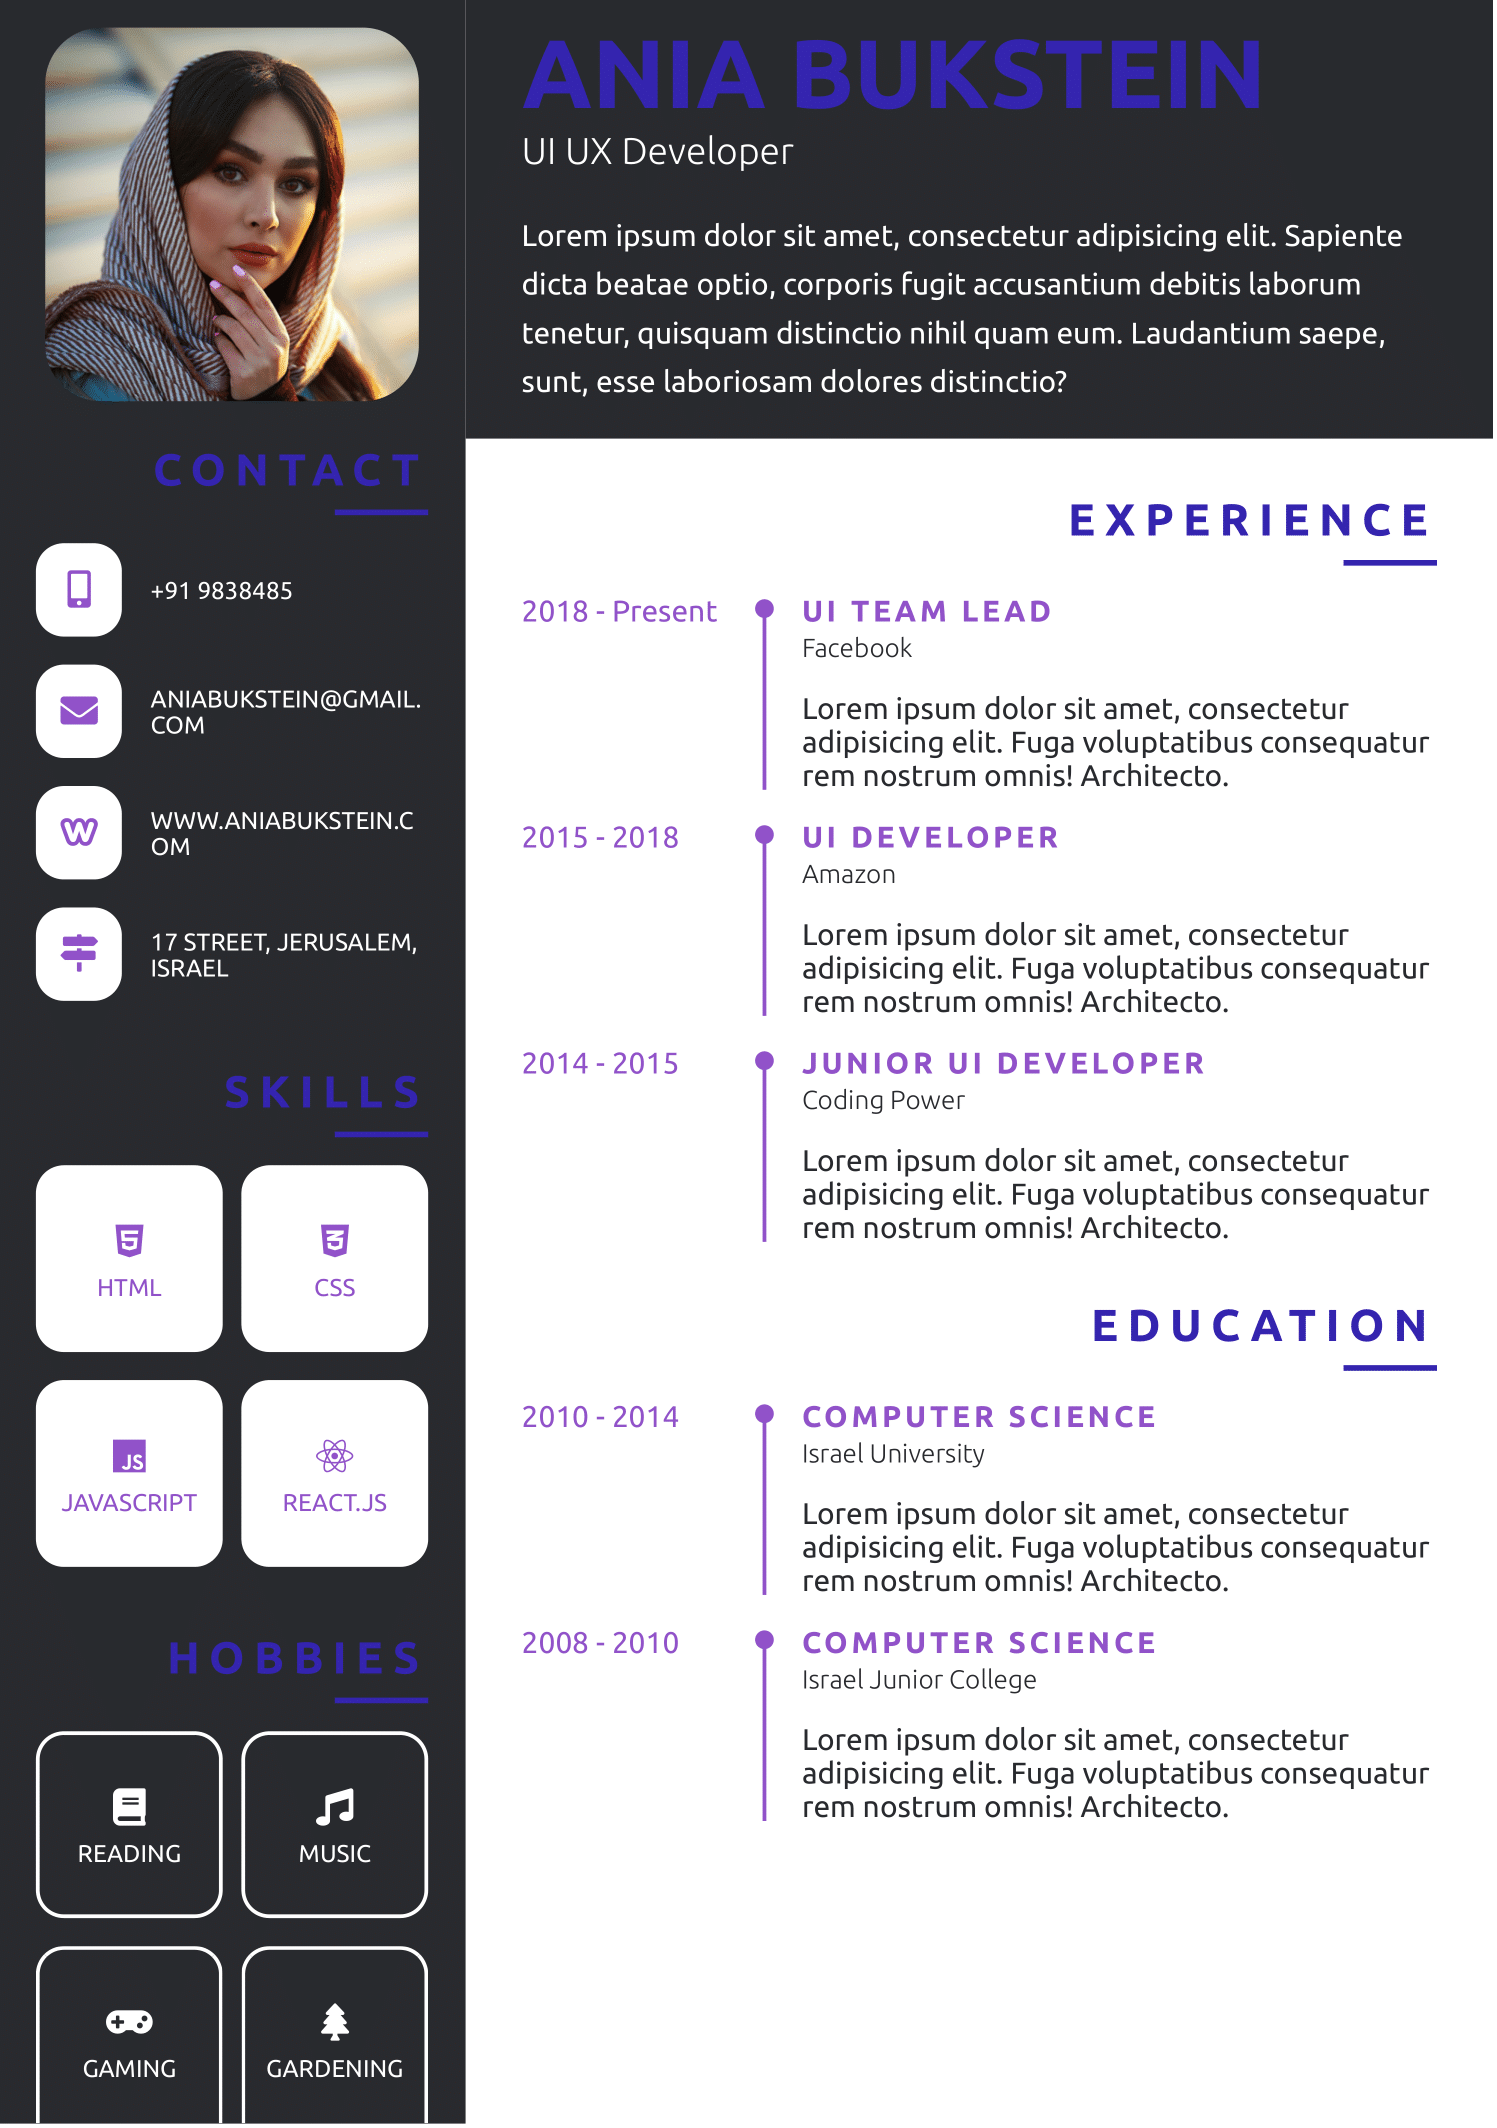 ANIA BUKSTEIN
UI UX Developer
Lorem ipsum dolor sit amet, consectetur adipisicing elit. Sapiente
dicta beatae optio, corporis fugit accusantium debitis laborum
tenetur, quisquam distinctio nihil quam eum. Laudantium saepe,
sunt, esse laboriosam dolores distinctio?
CONTACT
+91 9838485
ANIABUKSTEIN@GMAIL.
COM
WWW.ANIABUKSTEIN.C
OM
17 STREET, JERUSALEM,
ISRAEL
SKILLS
HTML
CSS
JS
JAVASCRIPT
REACT.JS
HOBBIES
READING
MUSIC
GAMING
GARDENING
EXPERIENCE
2018 - Present
UI TEAM LEAD
Facebook
Lorem ipsum dolor sit amet, consectetur
adipisicing elit. Fuga voluptatibus consequatur
rem nostrum omnis! Architecto.
2015 - 2018
UI DEVELOPER
Amazon
Lorem ipsum dolor sit amet, consectetur
adipisicing elit. Fuga voluptatibus consequatur
rem nostrum omnis! Architecto.
2014 - 2015
JUNIOR UI DEVELOPER
Coding Power
Lorem ipsum dolor sit amet, consectetur
adipisicing elit. Fuga voluptatibus consequatur
rem nostrum omnis! Architecto.
EDUCATION
2010 - 2014
COMPUTER SCIENCE
Israel University
Lorem ipsum dolor sit amet, consectetur
adipisicing elit. Fuga voluptatibus consequatur
rem nostrum omnis! Architecto.
2008 - 2010
COMPUTER SCIENCE
Israel Junior College
Lorem ipsum dolor sit amet, consectetur
adipisicing elit. Fuga voluptatibus consequatur
rem nostrum omnis! Architecto.